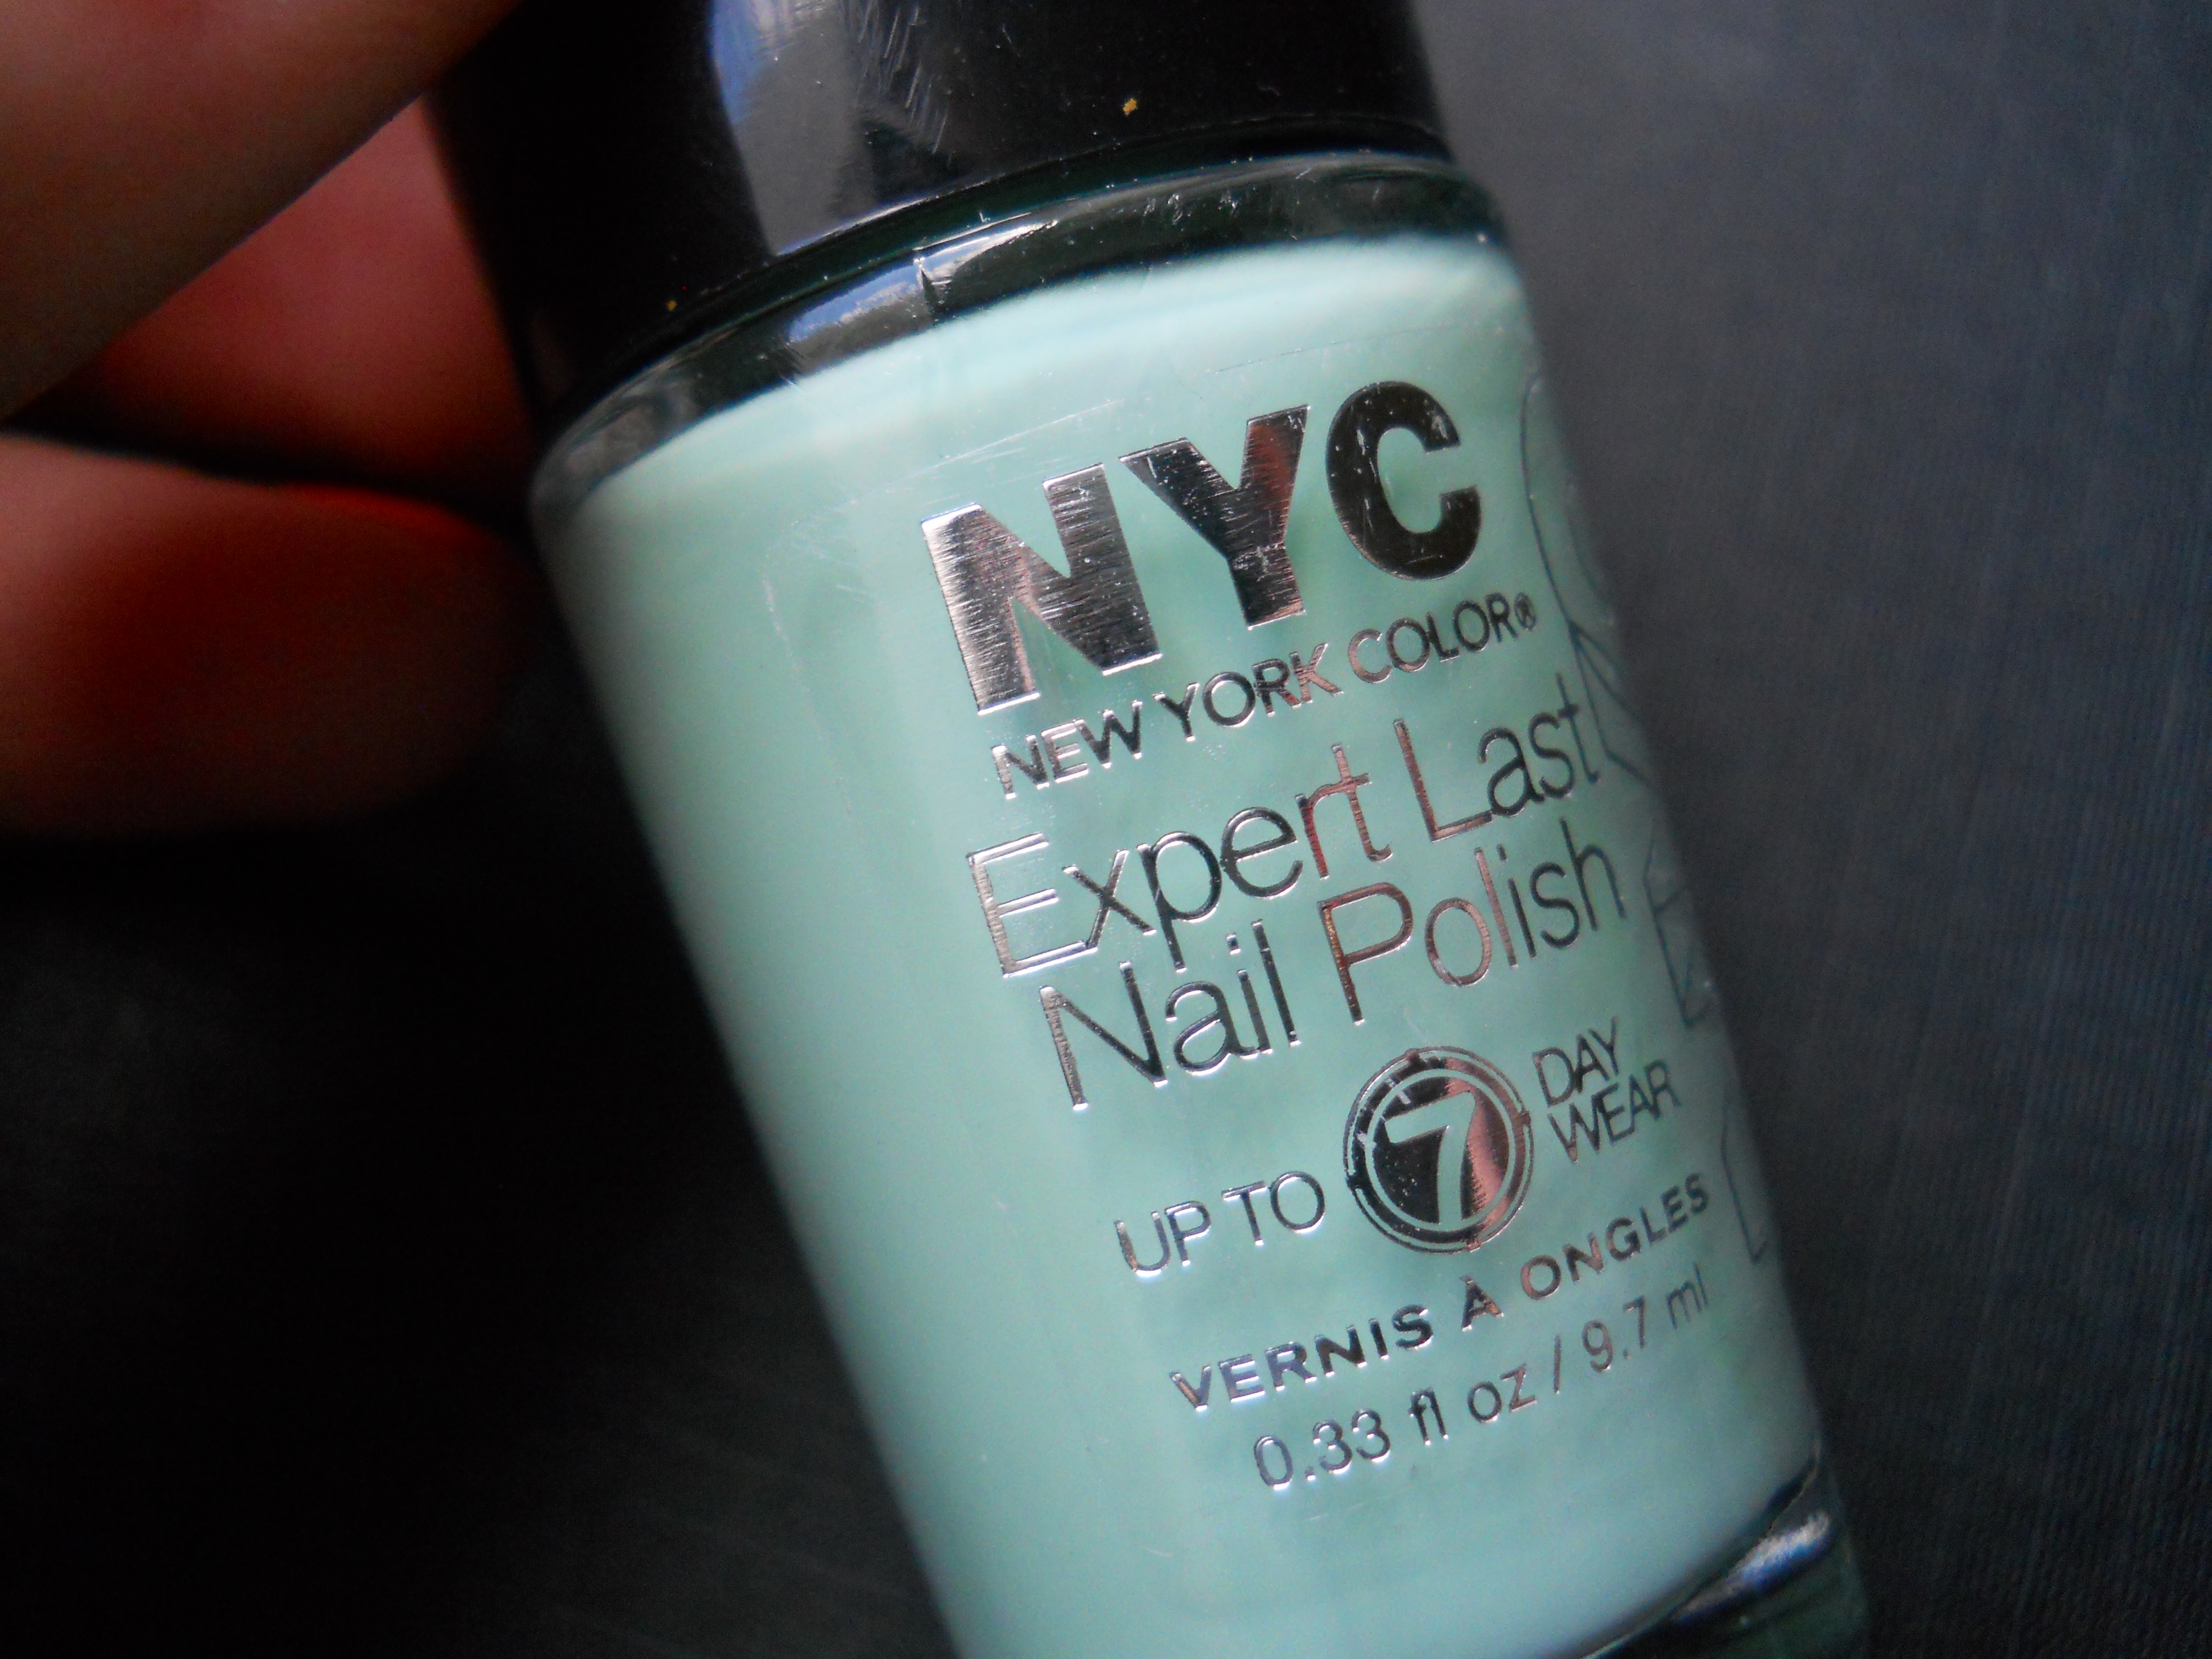 NYC
NEW YORK COLOR®
Expert Last
Nail Polish
UP TO 7 DAY
WEAR
VERNIS À ONGLES
0.33 fl oz / 9.7 ml